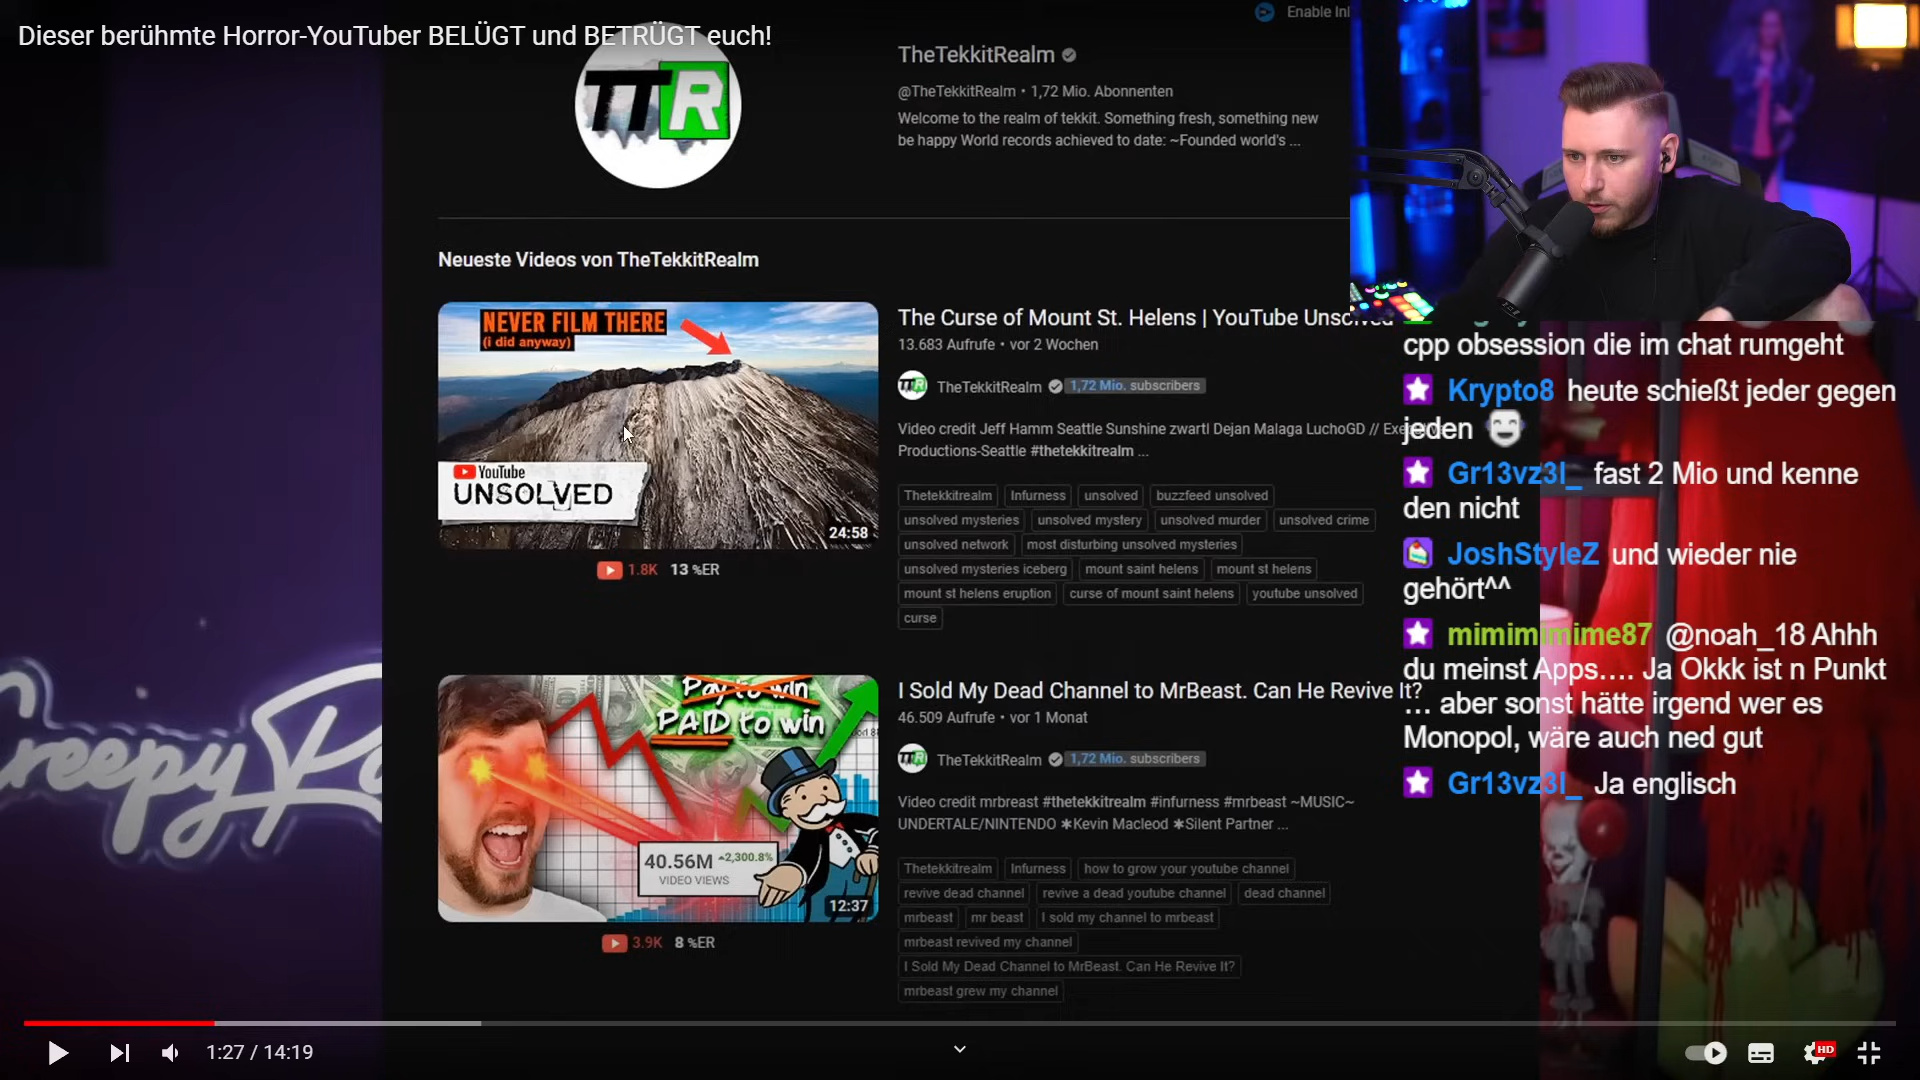 Dieser berühmte Horror-YouTuber BELÜGT und BETRÜGT euch!
Enable Inl
TTR
TheTekkitRealm
@TheTekkitRealm • 1,72 Mio. Abonnenten
Welcome to the realm of tekkit. Something fresh, something new
be happy World records achieved to date: ~Founded world's ...
Neueste Videos von TheTekkitRealm
NEVER FILM THERE
(i did anyway)
YouTube
UNSOLVED
24:58
1.8K 13 %ER
The Curse of Mount St. Helens | YouTube Unsolved
13.683 Aufrufe • vor 2 Wochen
TTR TheTekkitRealm 1,72 Mio. subscribers
Video credit Jeff Hamm Seattle Sunshine zwartl Dejan Malaga LuchoGD //
Productions-Seattle #thetekkitrealm ...
Thetekkitrealm Infurness unsolved buzzfeed unsolved
unsolved mysteries unsolved mystery unsolved murder unsolved crime
unsolved network most disturbing unsolved mysteries
unsolved mysteries iceberg mount saint helens mount st helens
mount st helens eruption curse of mount saint helens youtube unsolved
curse
Pay to win
PAID to win
40.56M 2,300.8%
VIDEO VIEWS
12:37
3.9K 8 %ER
I Sold My Dead Channel to MrBeast. Can He Revive It?
46.509 Aufrufe • vor 1 Monat
TTR TheTekkitRealm 1,72 Mio. subscribers
Video credit mrbreast #thetekkitrealm #infurness #mrbeast ~MUSIC~
UNDERTALE/NINTENDO ✱Kevin Macleod ✱Silent Partner ...
Thetekkitrealm Infurness how to grow your youtube channel
revive dead channel revive a dead youtube channel dead channel
mrbeast mr beast I sold my channel to mrbeast
mrbeast revived my channel
I Sold My Dead Channel to MrBeast. Can He Revive It?
mrbeast grew my channel
cpp obsession die im chat rumgeht
Krypto8 heute schießt jeder gegen
jeden
Gr13vz3l_ fast 2 Mio und kenne
den nicht
JoshStyleZ und wieder nie
gehört^^
mimimimime87 @noah_18 Ahhh
du meinst Apps.... Ja Okkk ist n Punkt
... aber sonst hätte irgend wer es
Monopol, wäre auch ned gut
Gr13vz3l_ Ja englisch
1:27 / 14:19
HD